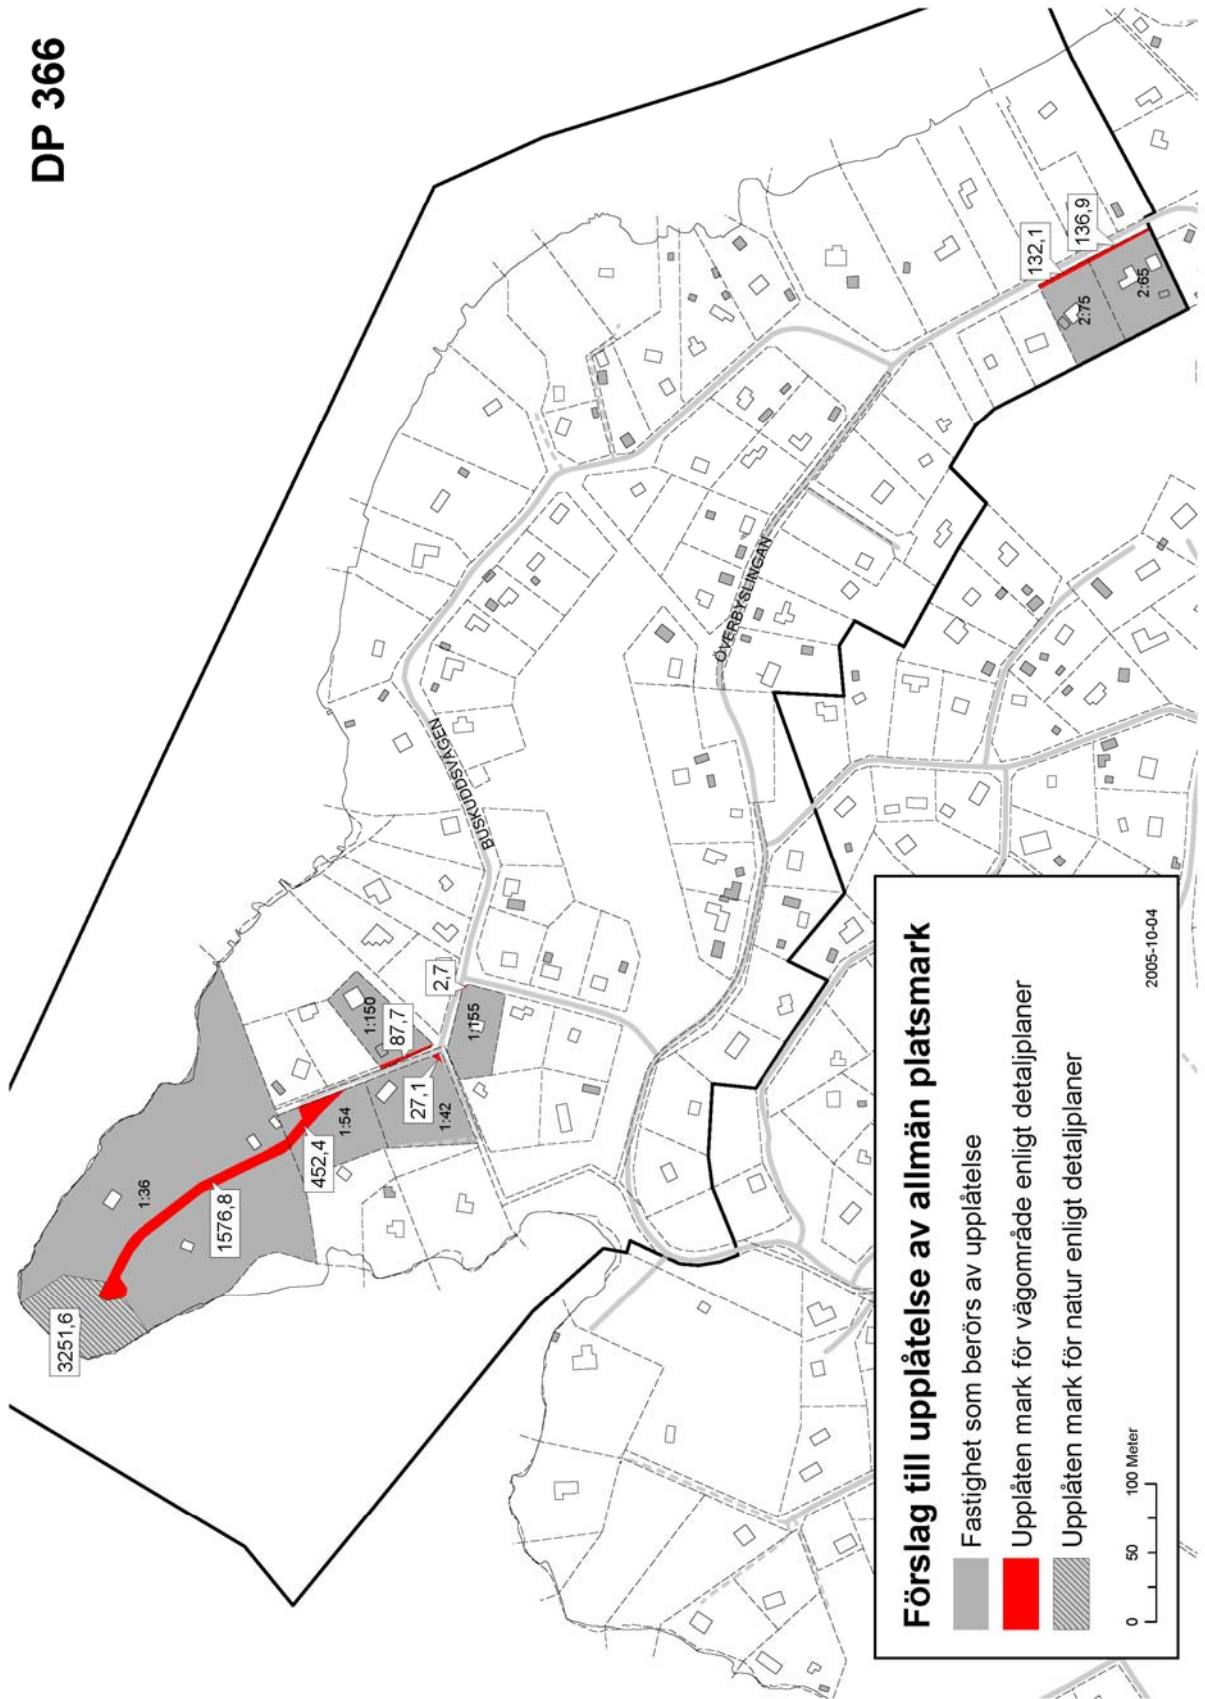 DP 366
3251,6
1:36
1576,8
452,4
1:54
1:150
87,7
27,1
1:42
2,7
1:155
BUSKUDDSVÄGEN
ÖVERBYSLINGAN
132,1
136,9
2:75
2:65
Förslag till upplåtelse av allmän platsmark
Fastighet som berörs av upplåtelse
Upplåten mark för vägområde enligt detaljplaner
Upplåten mark för natur enligt detaljplaner
0 50 100 Meter
2005-10-04